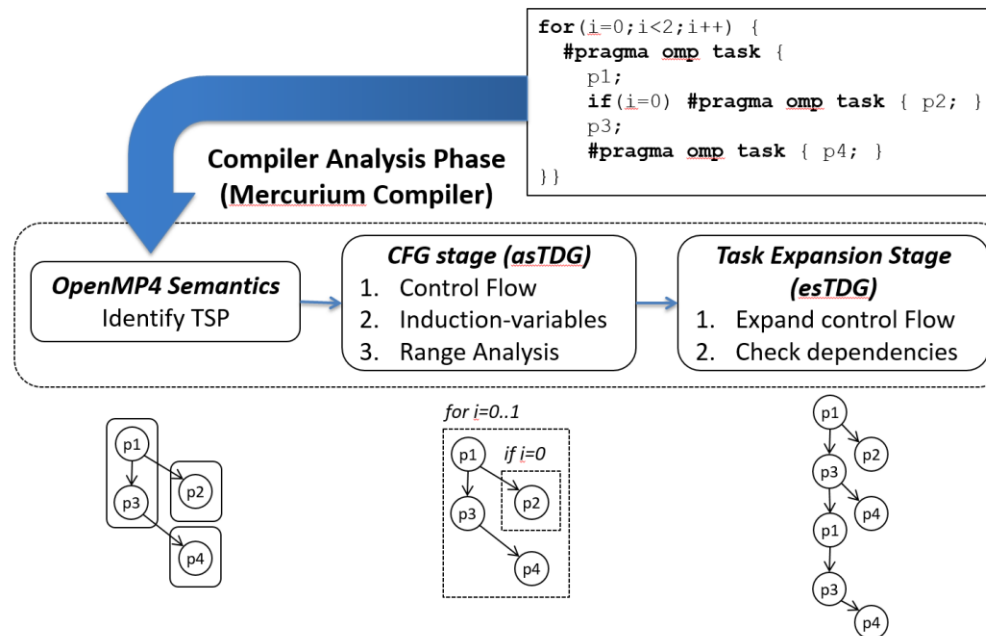 for(i=0;i<2;i++) {
#pragma omp task {
p1;
if(i=0) #pragma omp task { p2; }
p3;
#pragma omp task { p4; }
}}
Compiler Analysis Phase
(Mercurium Compiler)
OpenMP4 Semantics
Identify TSP
CFG stage (asTDG)
1. Control Flow
2. Induction-variables
3. Range Analysis
Task Expansion Stage
(esTDG)
1. Expand control Flow
2. Check dependencies
p1
p2
p3
p4
for i=0..1
if i=0
p1
p2
p3
p4
p1
p2
p3
p4
p1
p3
p4